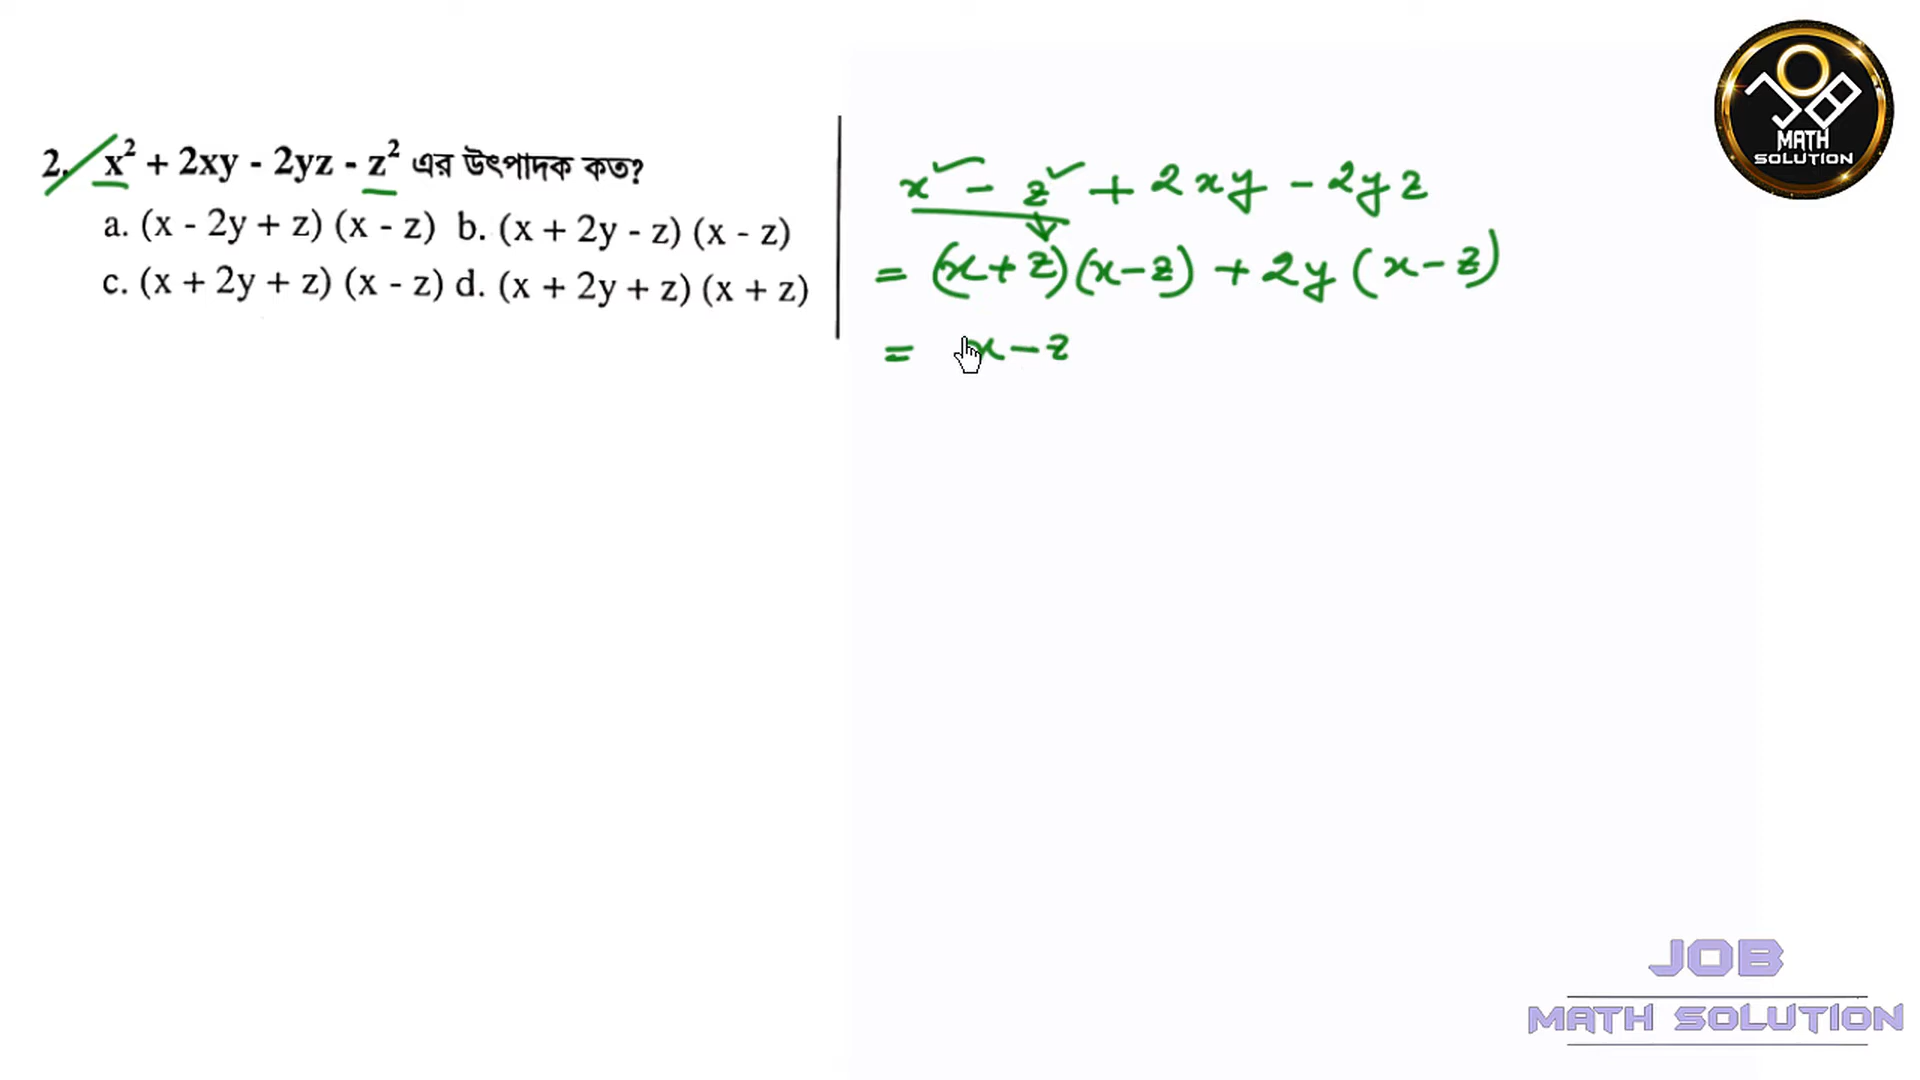 2. x² + 2xy - 2yz - z² এর উৎপাদক কত?
a. (x - 2y + z) (x - z) b. (x + 2y - z) (x - z)
c. (x + 2y + z) (x - z) d. (x + 2y + z) (x + z)
x² - z² + 2xy - 2yz
= (x+z)(x-z) + 2y(x-z)
= x-z
JOB
MATH
SOLUTION
JOB
MATH SOLUTION